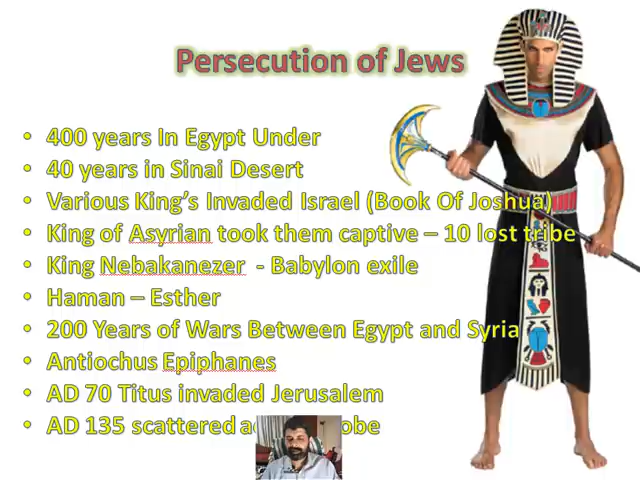 Persecution of Jews
• 400 years In Egypt Under
• 40 years in Sinai Desert
• Various King's Invaded Israel (Book Of Joshua)
• King of Asyrian took them captive – 10 lost tribe
• King Nebakanezer - Babylon exile
• Haman – Esther
• 200 Years of Wars Between Egypt and Syria
• Antiochus Epiphanes
• AD 70 Titus invaded Jerusalem
• AD 135 scattered